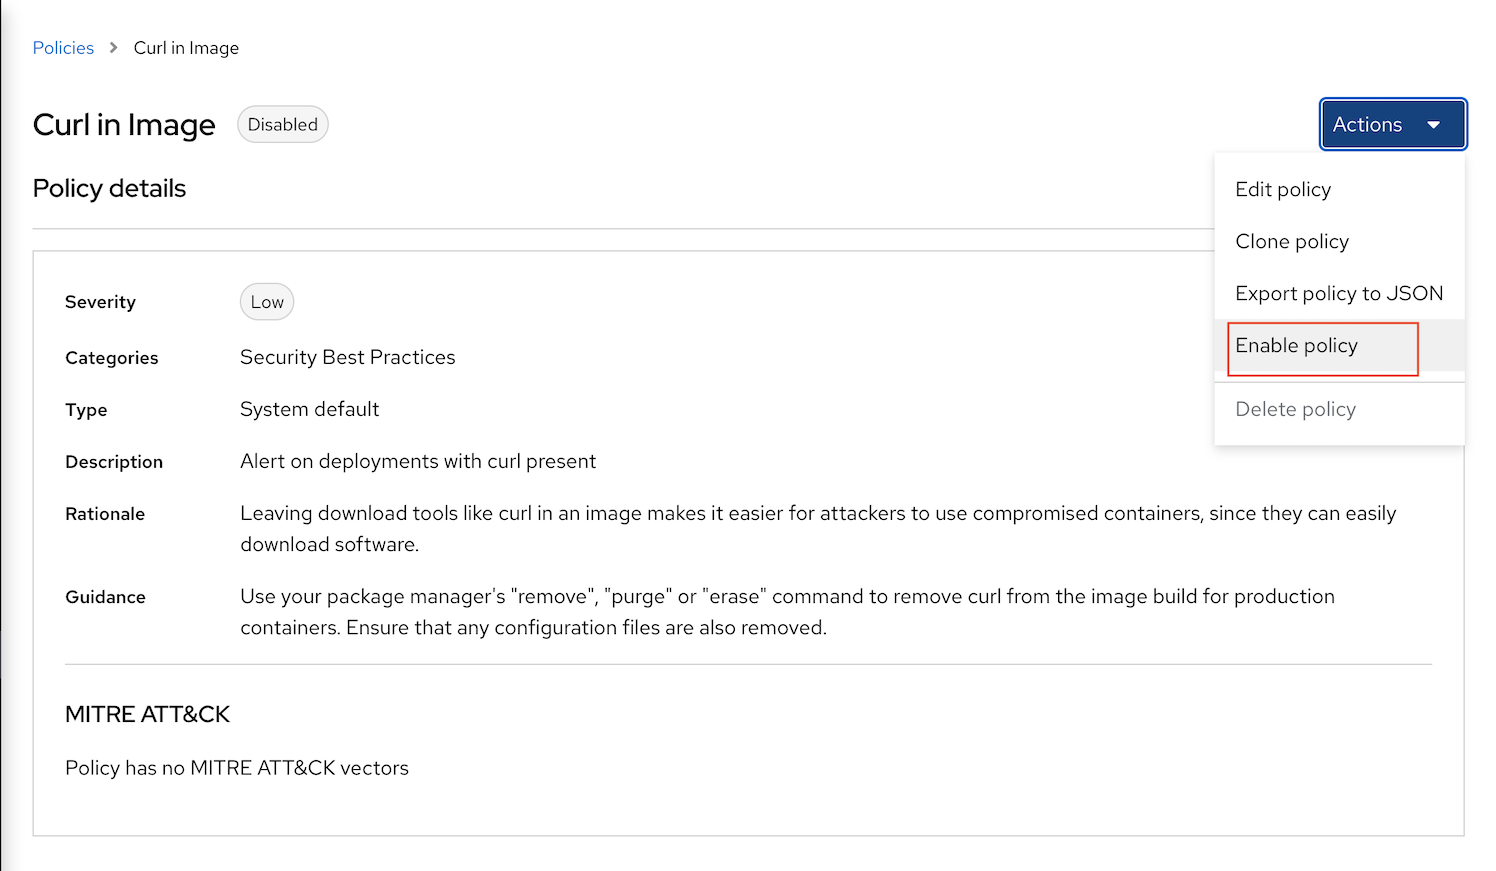 Policies > Curl in Image
Curl in Image Disabled
Actions
Policy details
Edit policy
Clone policy
Export policy to JSON
Enable policy
Delete policy
Severity Low
Categories Security Best Practices
Type System default
Description Alert on deployments with curl present
Rationale Leaving download tools like curl in an image makes it easier for attackers to use compromised containers, since they can easily
download software.
Guidance Use your package manager's "remove", "purge" or "erase" command to remove curl from the image build for production
containers. Ensure that any configuration files are also removed.
MITRE ATT&CK
Policy has no MITRE ATT&CK vectors